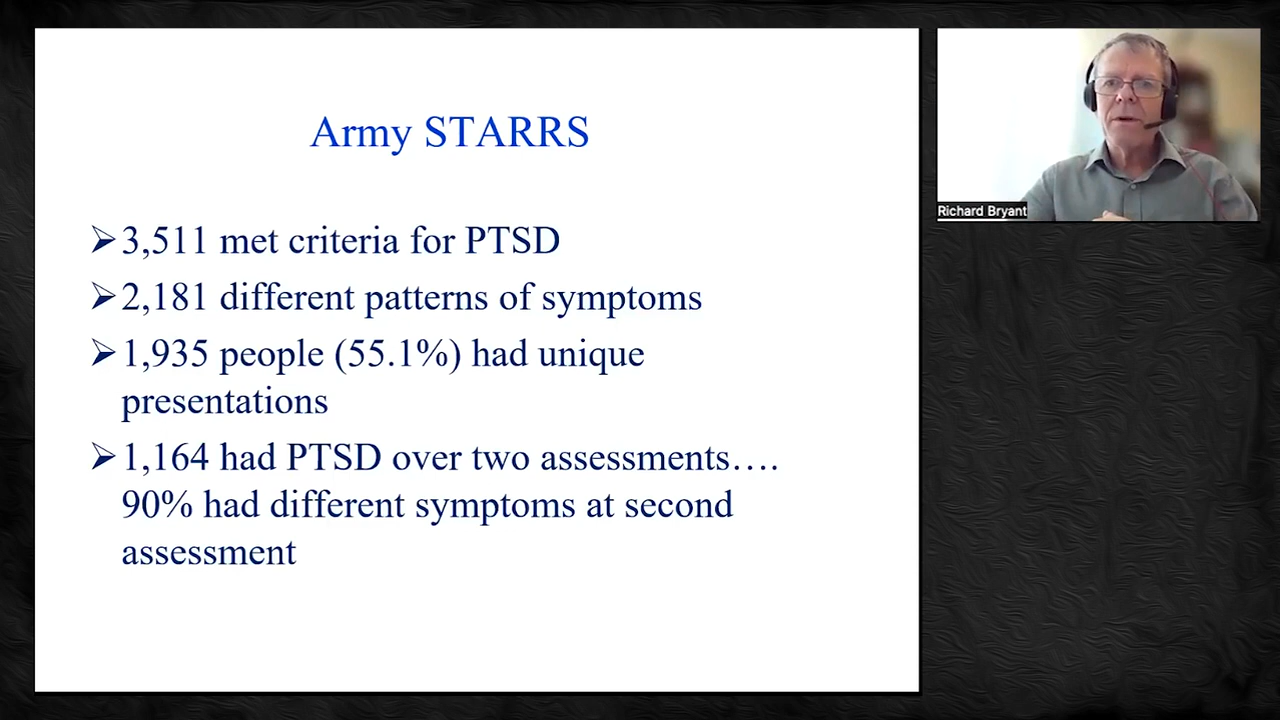 Army STARRS
➢3,511 met criteria for PTSD
➢2,181 different patterns of symptoms
➢1,935 people (55.1%) had unique
presentations
➢1,164 had PTSD over two assessments….
90% had different symptoms at second
assessment
Richard Bryant